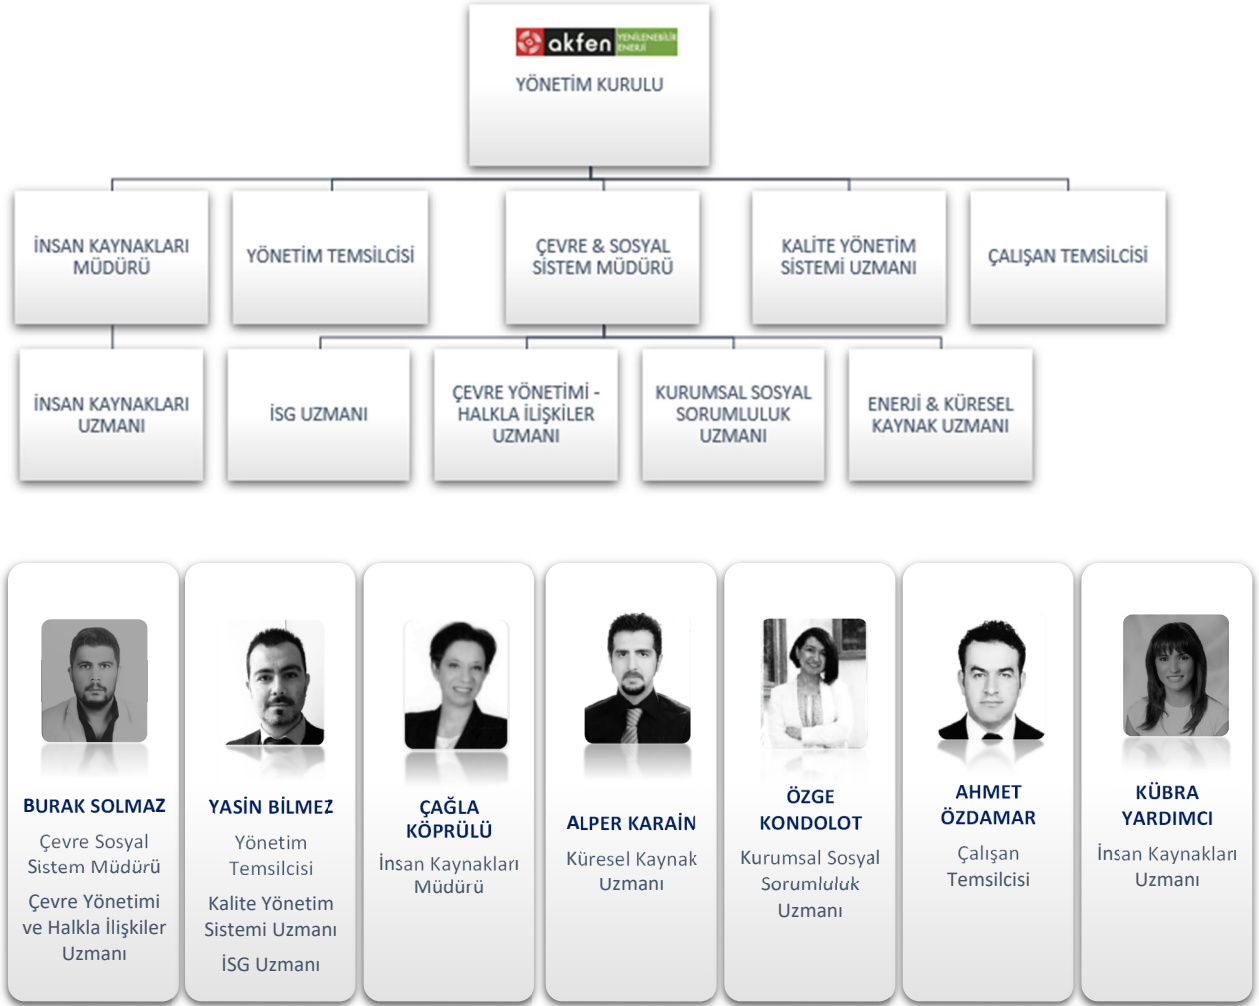 akfen YENİLENEBİLİR
ENERJİ
YÖNETİM KURULU
İNSAN KAYNAKLARI
MÜDÜRÜ
YÖNETİM TEMSİLCİSİ
ÇEVRE & SOSYAL
SİSTEM MÜDÜRÜ
KALİTE YÖNETİM
SİSTEMİ UZMANI
ÇALIŞAN TEMSİLCİSİ
İNSAN KAYNAKLARI
UZMANI
İSG UZMANI
ÇEVRE YÖNETİMİ -
HALKLA İLİŞKİLER
UZMANI
KURUMSAL SOSYAL
SORUMLULUK
UZMANI
ENERJİ & KÜRESEL
KAYNAK UZMANI
BURAK SOLMAZ
Çevre Sosyal
Sistem Müdürü
Çevre Yönetimi
ve Halkla İlişkiler
Uzmanı
YASİN BİLMEZ
Yönetim
Temsilcisi
Kalite Yönetim
Sistemi Uzmanı
İSG Uzmanı
ÇAĞLA
KÖPRÜLÜ
İnsan Kaynakları
Müdürü
ALPER KARAİN
Küresel Kaynak
Uzmanı
ÖZGE
KONDOLOT
Kurumsal Sosyal
Sorumluluk
Uzmanı
AHMET
ÖZDAMAR
Çalışan
Temsilcisi
KÜBRA
YARDIMCI
İnsan Kaynakları
Uzmanı